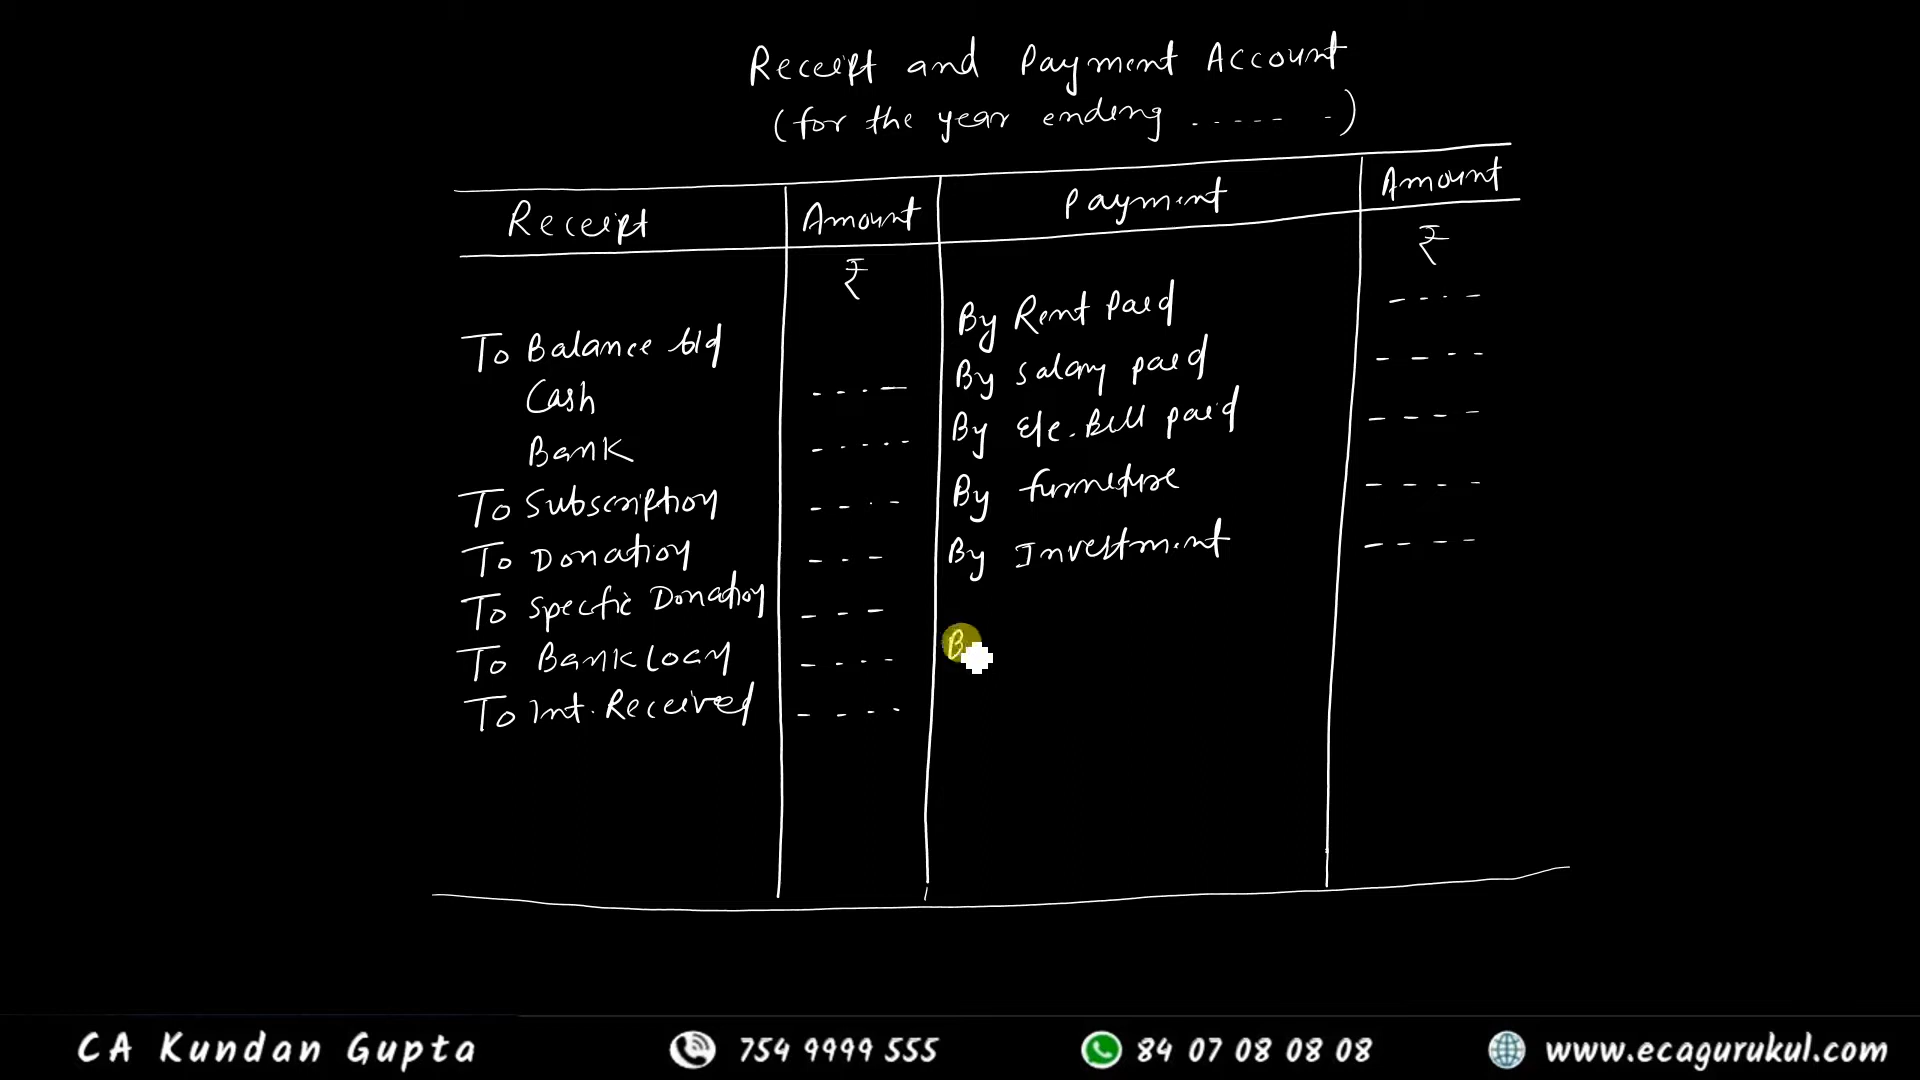 Receipt and Payment Account
(for the year ending ..... .)
Receipt Amount Payment Amount
₹ ₹
To Balance b/d
Cash ----
Bank -----
To Subscription ----
To Donation ---
To Specific Donation ---
To Bank Loan ----
To Int. Received ----
By Rent Paid ----
By Salary paid ----
By Ele. Bill paid ----
By furniture ----
By Investment ----
B
CA Kundan Gupta 754 9999 555 84 07 08 08 08 www.ecagurukul.com